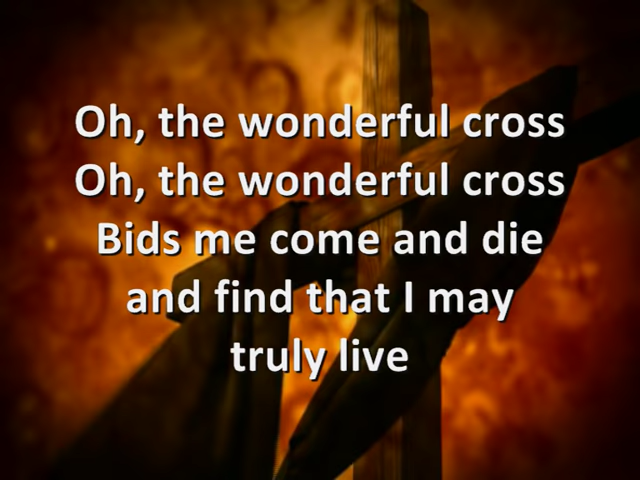 Oh, the wonderful cross
Oh, the wonderful cross
Bids me come and die
and find that I may
truly live